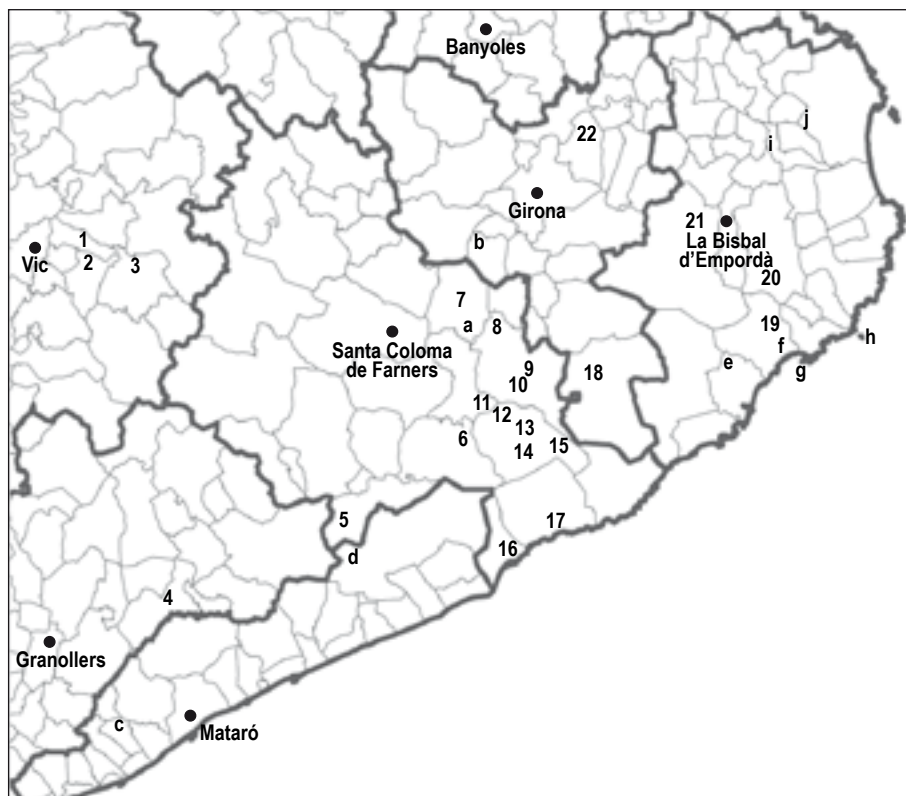 Banyoles
j
22
i
Girona
21
1
b
Vic
2
3
La Bisbal
d'Empordà
20
7
a
8
19
h
Santa Coloma
de Farners
f
e
g
9
18
10
11
12
13
6
15
14
5
17
d
16
4
Granollers
c
Mataró